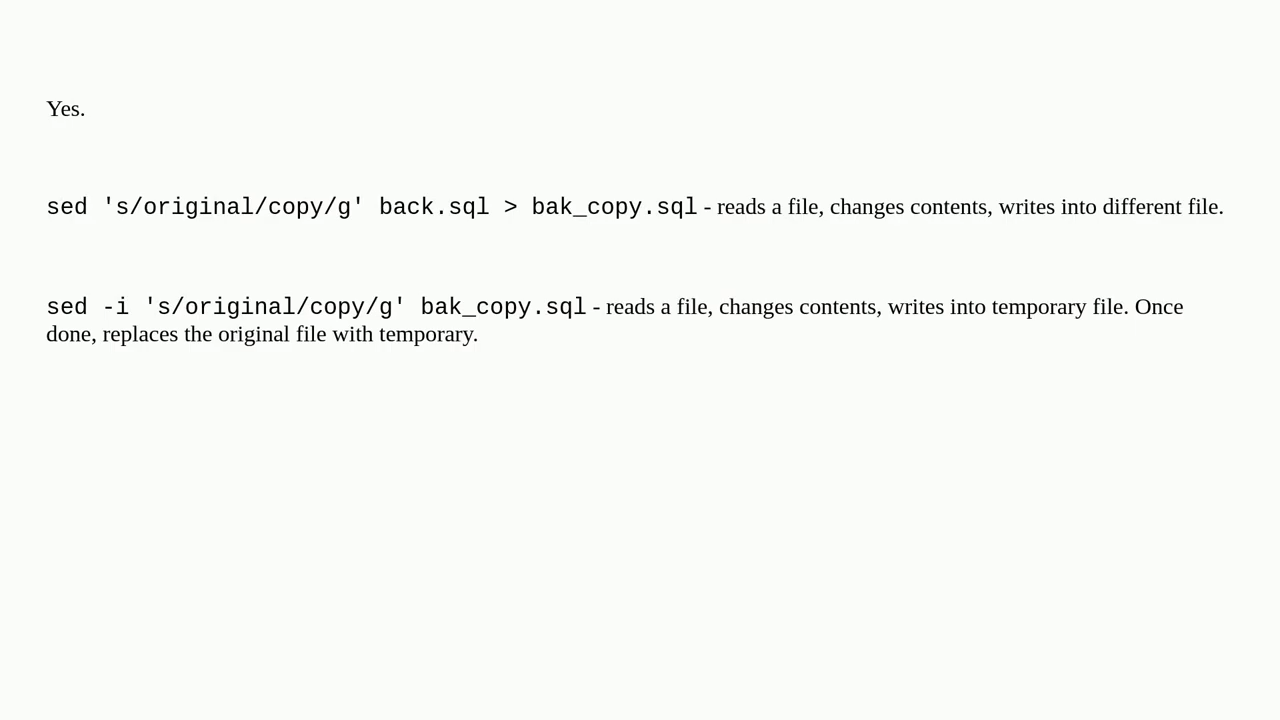 Yes.
sed 's/original/copy/g' back.sql > bak_copy.sql - reads a file, changes contents, writes into different file.
sed -i 's/original/copy/g' bak_copy.sql - reads a file, changes contents, writes into temporary file. Once
done, replaces the original file with temporary.